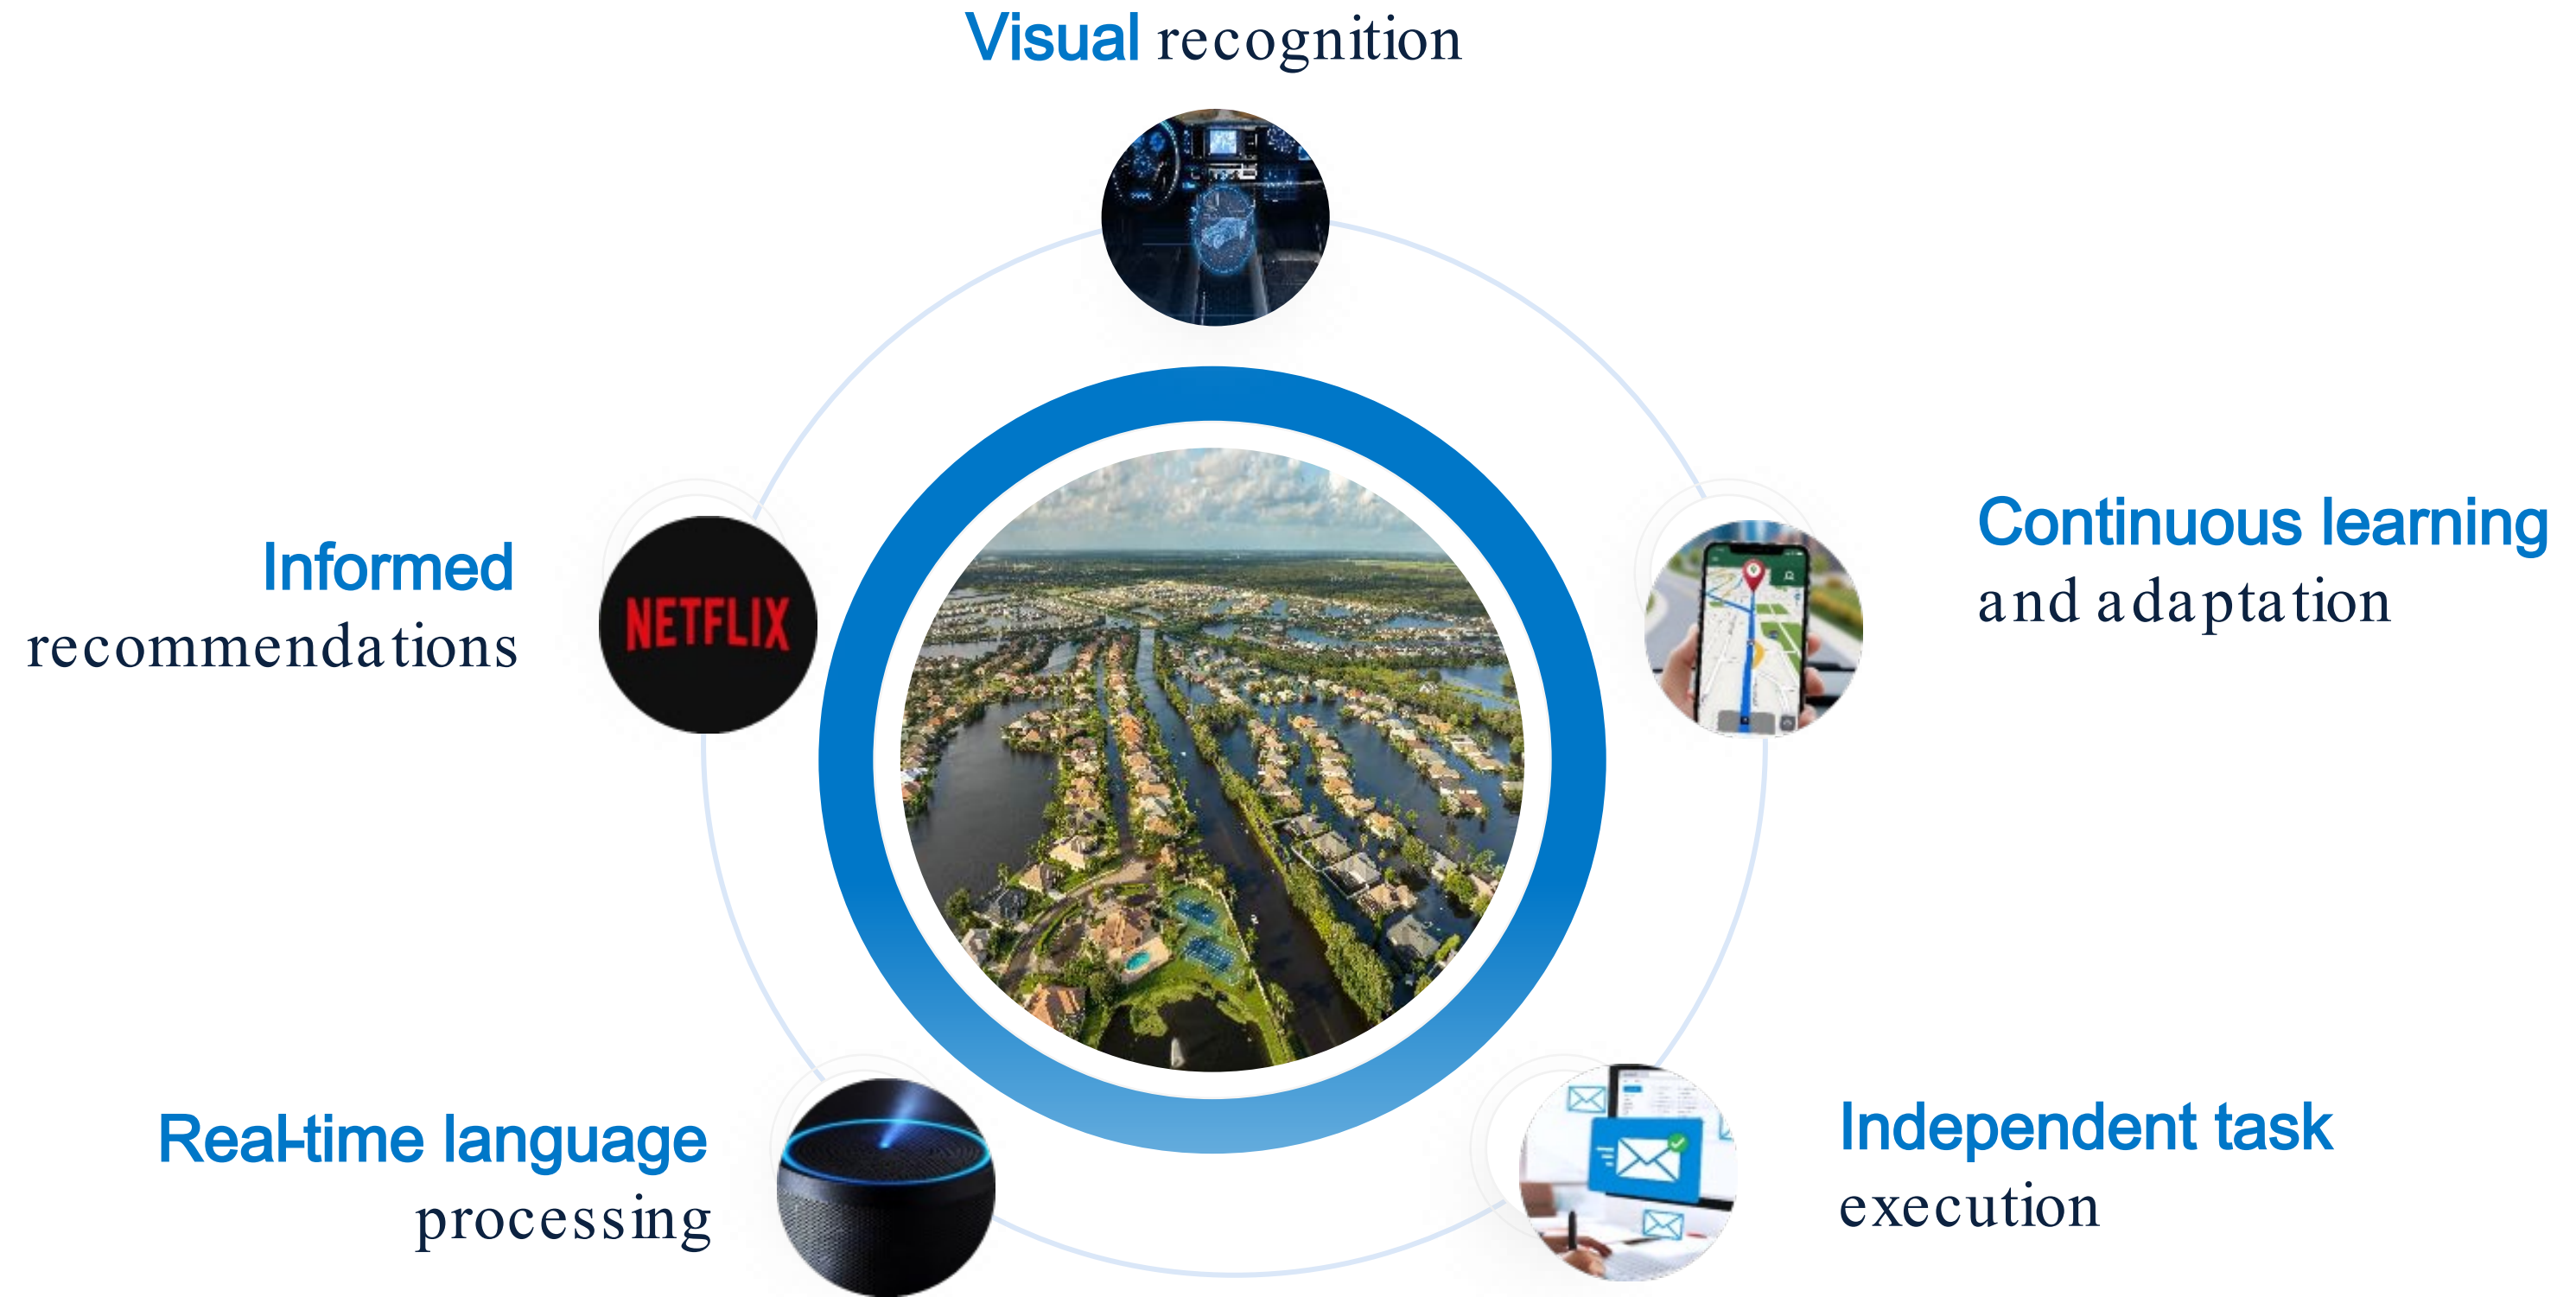 Visual recognition
Informed
recommendations
NETFLIX
Continuous learning
and adaptation
Real-time language
processing
Independent task
execution